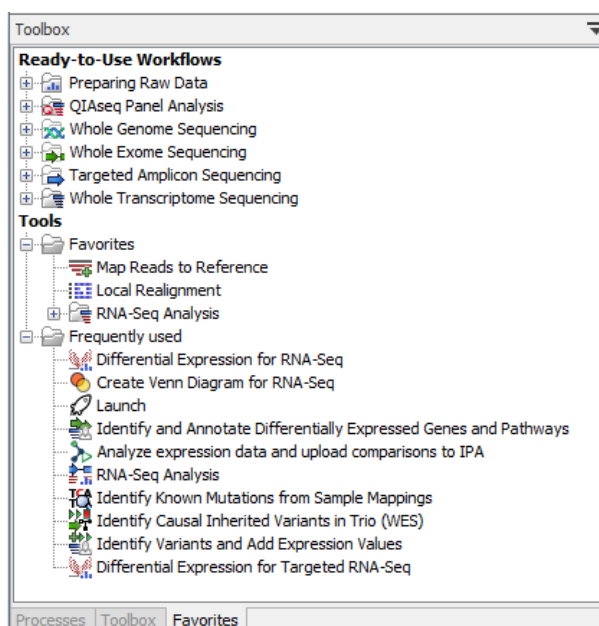 Toolbox
Ready-to-Use Workflows
Preparing Raw Data
QIAseq Panel Analysis
Whole Genome Sequencing
Whole Exome Sequencing
Targeted Amplicon Sequencing
Whole Transcriptome Sequencing
Tools
Favorites
Map Reads to Reference
Local Realignment
RNA-Seq Analysis
Frequently used
Differential Expression for RNA-Seq
Create Venn Diagram for RNA-Seq
Launch
Identify and Annotate Differentially Expressed Genes and Pathways
Analyze expression data and upload comparisons to IPA
RNA-Seq Analysis
Identify Known Mutations from Sample Mappings
Identify Causal Inherited Variants in Trio (WES)
Identify Variants and Add Expression Values
Differential Expression for Targeted RNA-Seq
Processes Toolbox Favorites